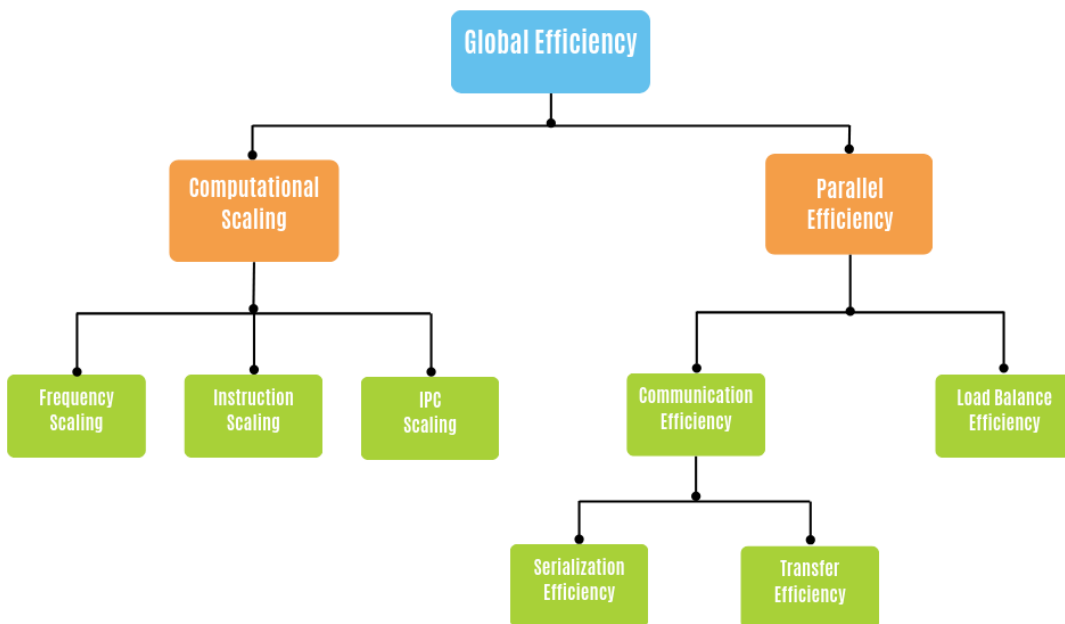 Global Efficiency
Computational
Scaling
Parallel
Efficiency
Frequency
Scaling
Instruction
Scaling
IPC
Scaling
Communication
Efficiency
Load Balance
Efficiency
Serialization
Efficiency
Transfer
Efficiency